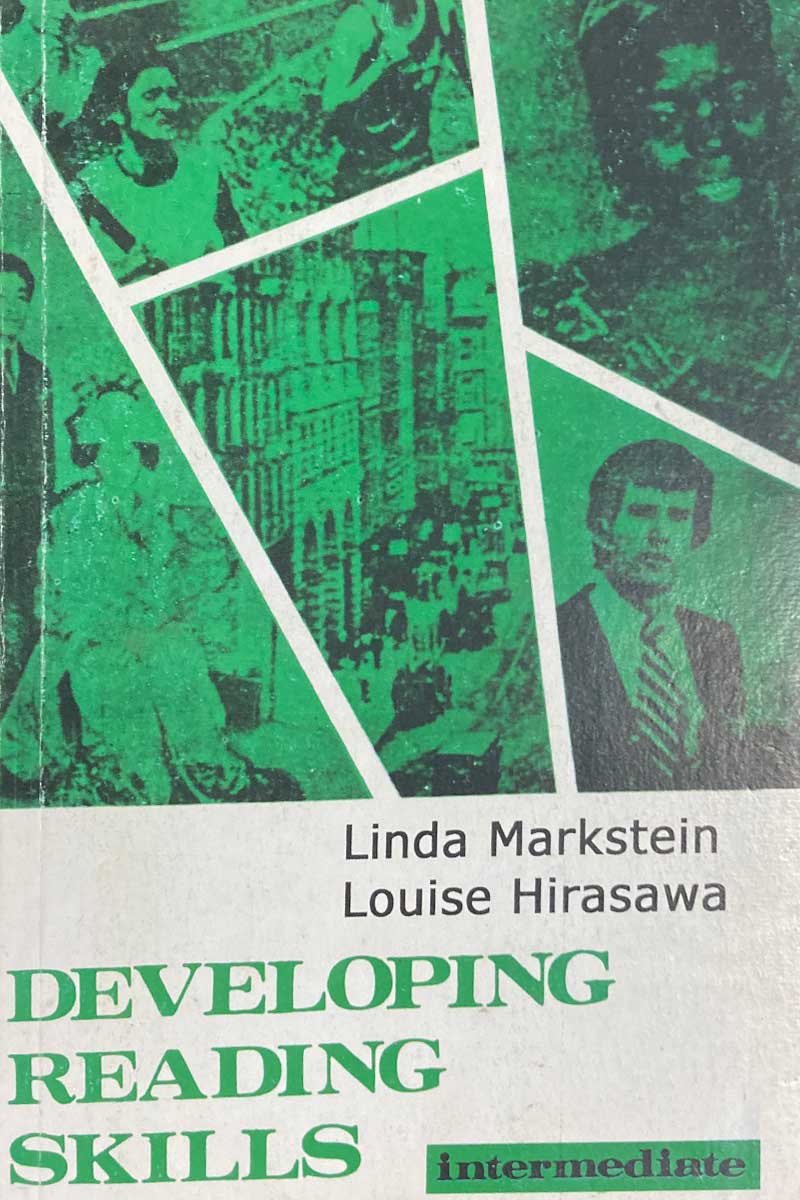 Linda Markstein
Louise Hirasawa
DEVELOPING
READING
SKILLS
intermediate